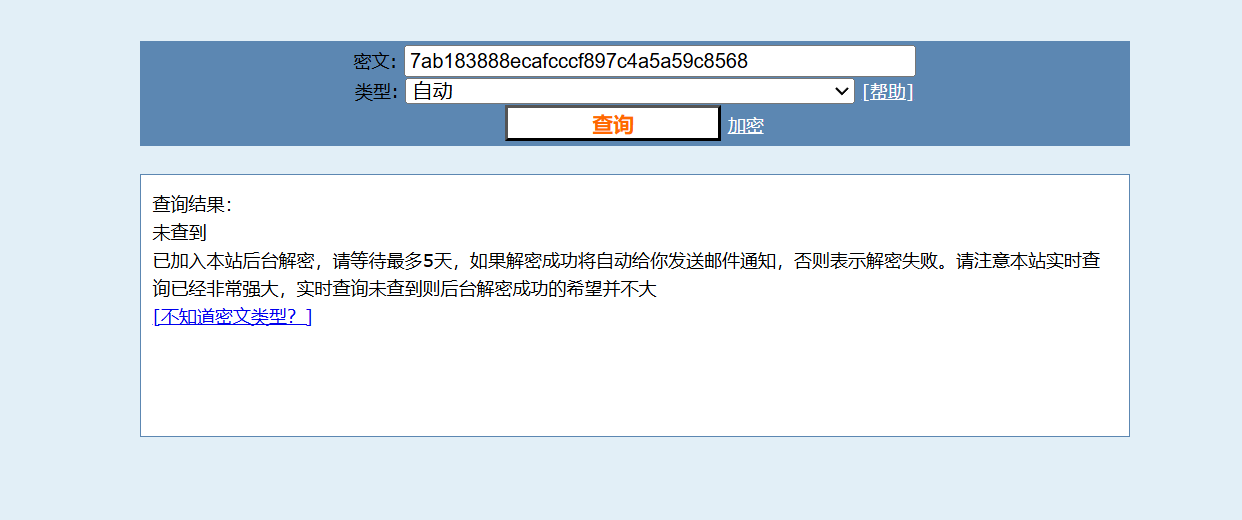 密文: 7ab183888ecafcccf897c4a5a59c8568
类型: 自动 [帮助]
查询 加密
查询结果:
未查到
已加入本站后台解密，请等待最多5天，如果解密成功将自动给你发送邮件通知，否则表示解密失败。请注意本站实时查
询已经非常强大，实时查询未查到则后台解密成功的希望并不大
[不知道密文类型？]